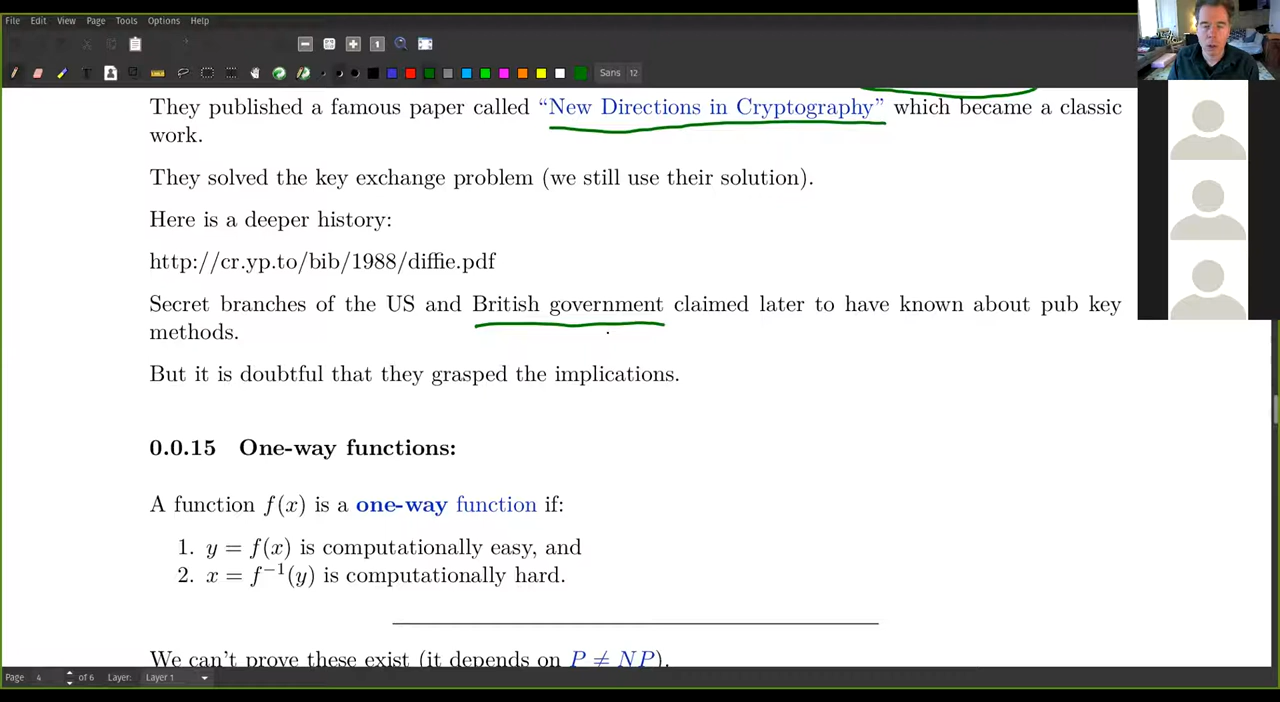 File Edit View Page Tools Options Help
Sans 12
They published a famous paper called “New Directions in Cryptography” which became a classic
work.
They solved the key exchange problem (we still use their solution).
Here is a deeper history:
http://cr.yp.to/bib/1988/diffie.pdf
Secret branches of the US and British government claimed later to have known about pub key
methods.
But it is doubtful that they grasped the implications.
0.0.15 One-way functions:
A function f(x) is a one-way function if:
1. y = f(x) is computationally easy, and
2. x = f⁻¹(y) is computationally hard.
We can't prove these exist (it depends on P ≠ NP).
Page 4 of 6 Layer: Layer 1